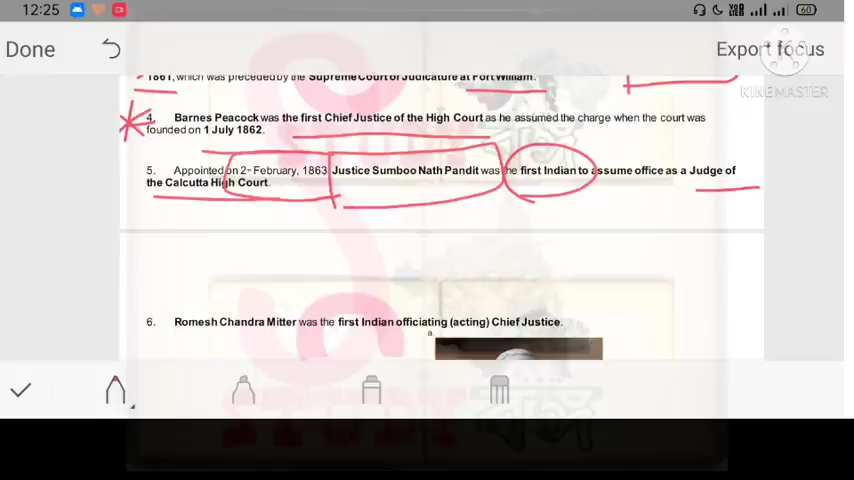 12:25
60
Done
Export focus
KINEMASTER
1861, which was preceded by the Supreme Court of Judicature at Fort William.
4. Barnes Peacock was the first Chief Justice of the High Court as he assumed the charge when the court was
founded on 1 July 1862.
5. Appointed on 2nd February, 1863 Justice Sumboo Nath Pandit was the first Indian to assume office as a Judge of
the Calcutta High Court.
6. Romesh Chandra Mitter was the first Indian officiating (acting) Chief Justice.
a.
STUDY